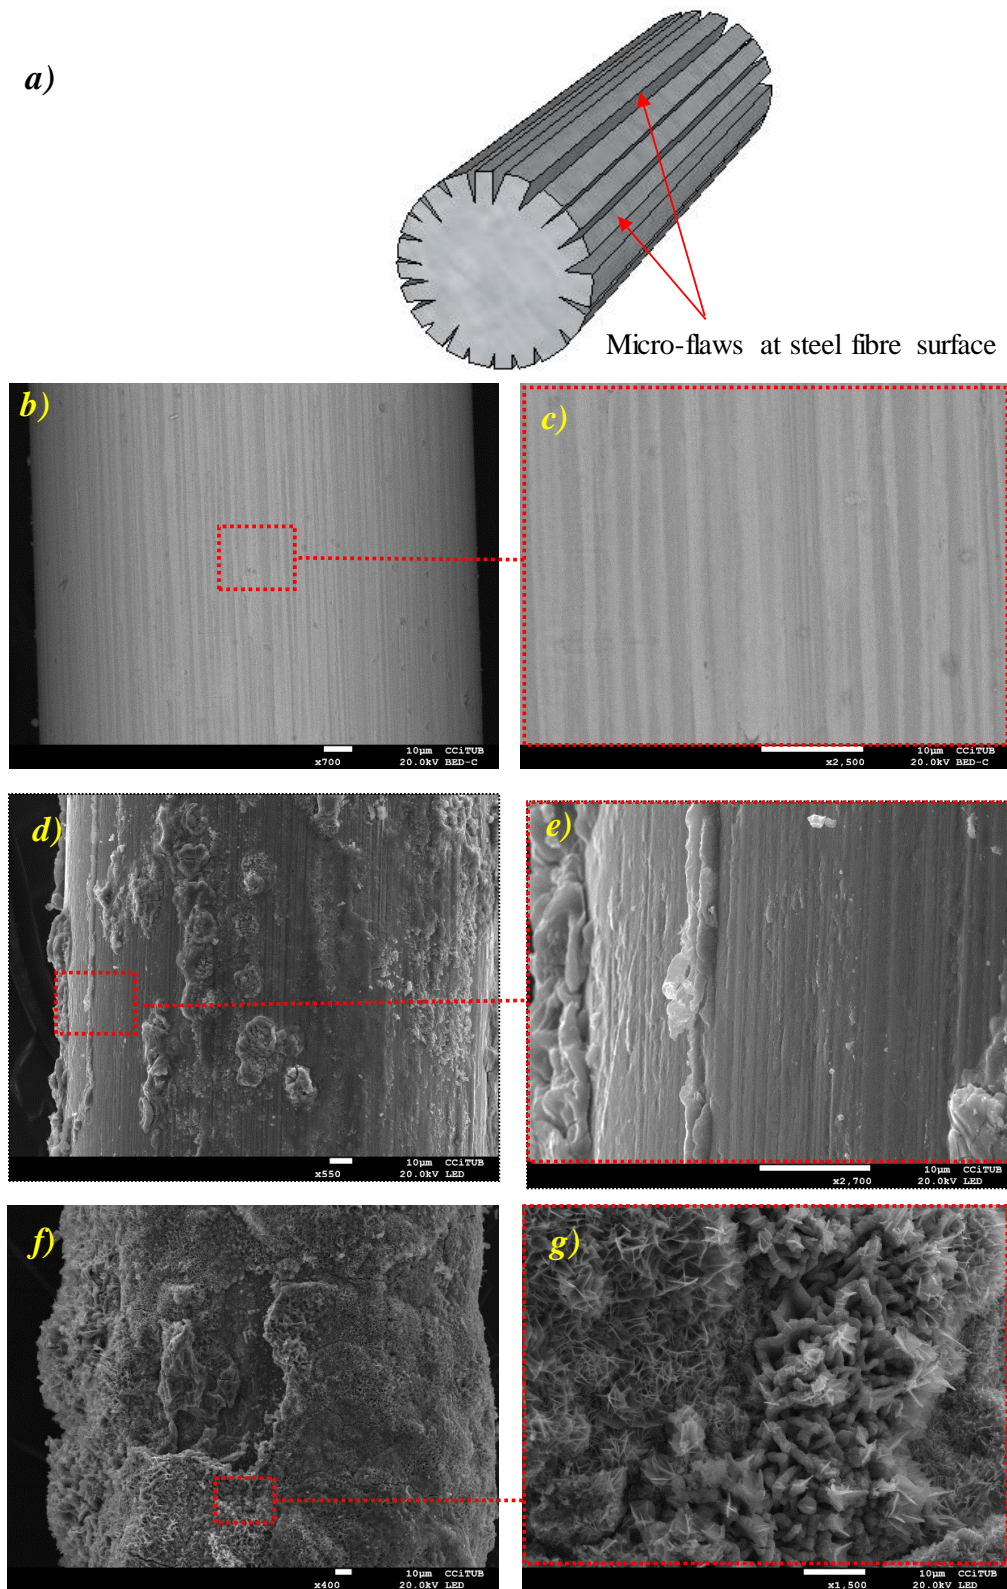 a)
Micro-flaws at steel fibre surface
b)
c)
10µm CCiTUB
x700 20.0kV BED-C
10µm CCiTUB
x2,500 20.0kV BED-C
d)
e)
10µm CCiTUB
x550 20.0kV LED
10µm CCiTUB
x2,700 20.0kV LED
f)
g)
10µm CCiTUB
x400 20.0kV LED
10µm CCiTUB
x1,500 20.0kV LED